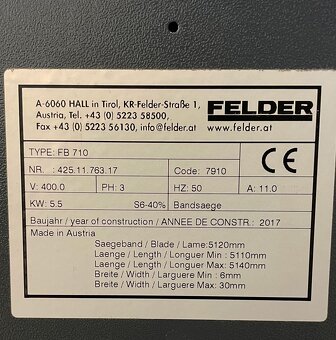 A-6060 HALL in Tirol, KR-Felder-Straße 1,
Austria, Tel. +43 (0) 5223 58500,
Fax +43 (0) 5223 56130, info@felder.at
FELDER
www.felder.at
TYPE: FB 710
NR. : 425.11.763.17 Code: 7910
V: 400.0 PH: 3 HZ: 50 A: 11.0
KW: 5.5 S6-40% Bandsaege
CE
Baujahr / year of construction / ANNEE DE CONSTR.: 2017
Made in Austria
Saegeband / Blade / Lame: 5120mm
Laenge / Length / Longuer Min : 5110mm
Laenge / Length / Longuer Max: 5140mm
Breite / Width / Larguers Min: 6mm
Breite / Width / Larguers Max: 30mm